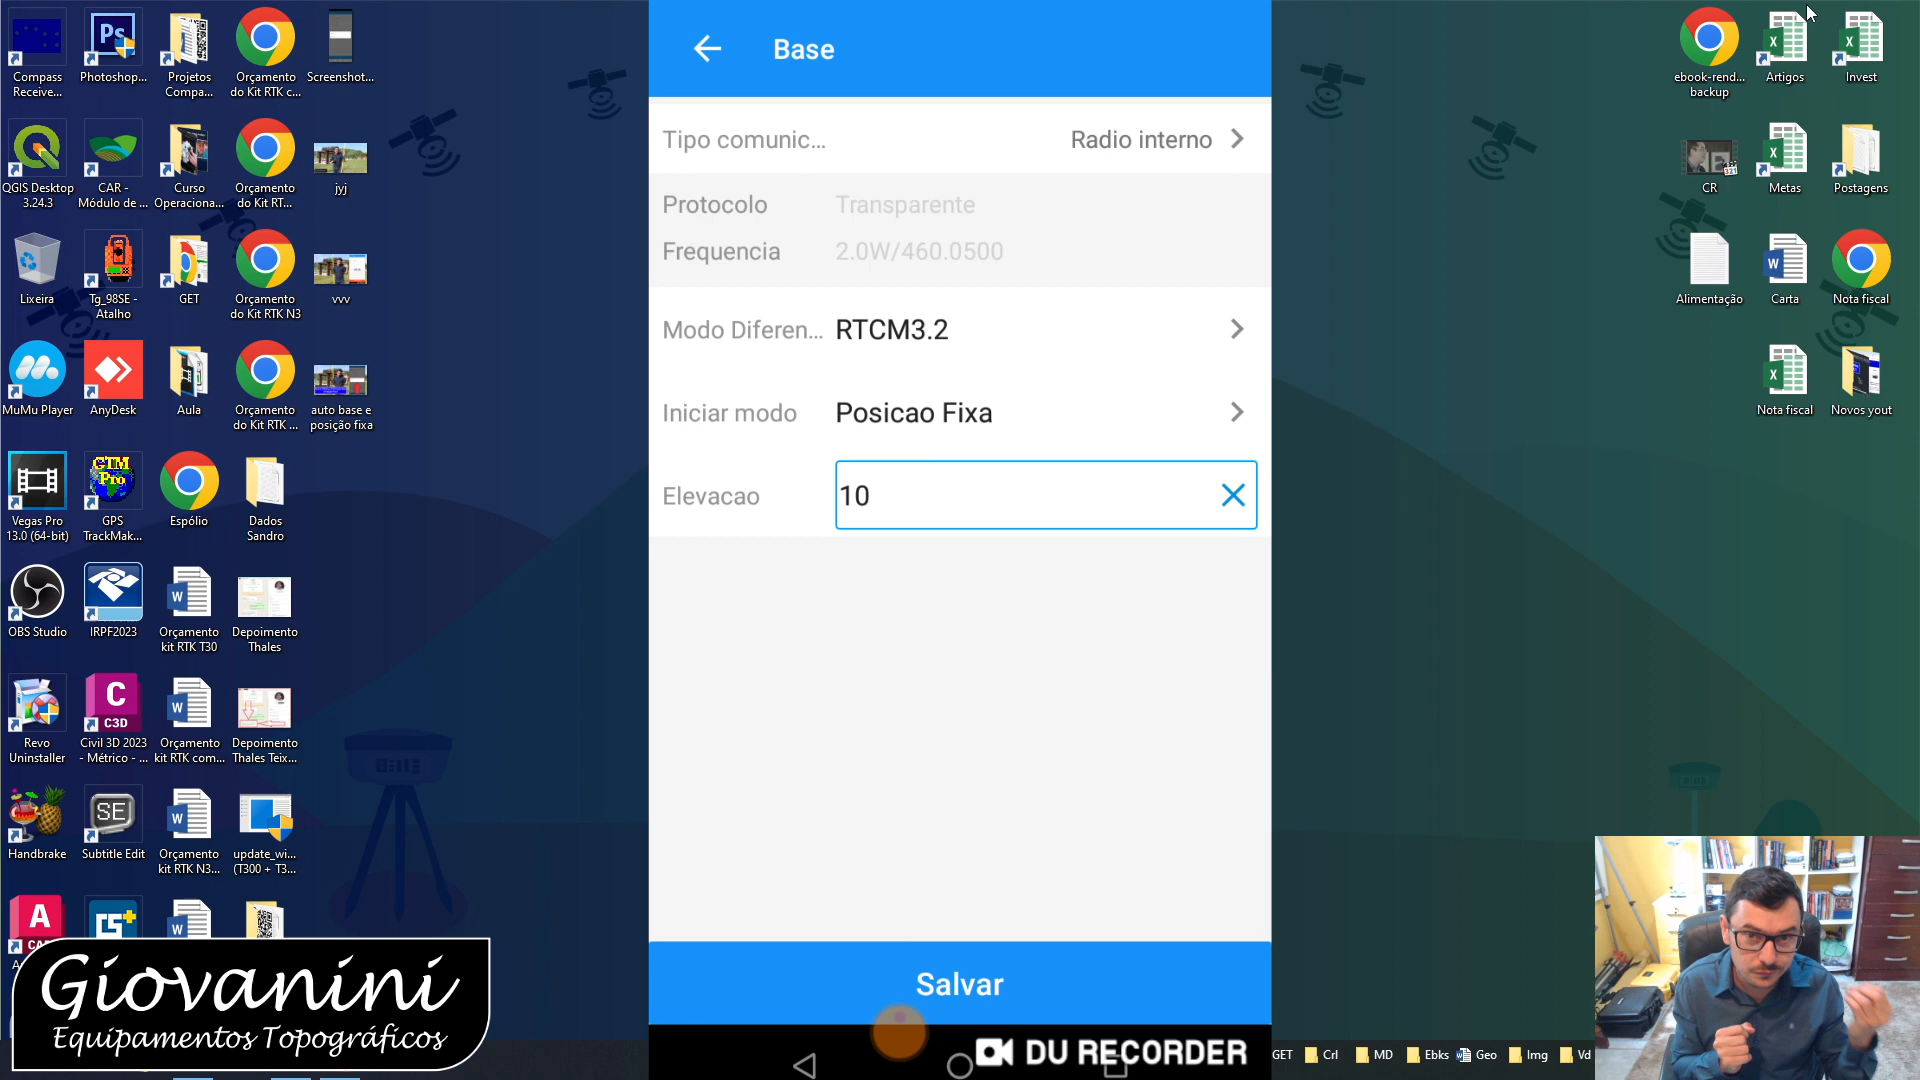 Compass
Receive...
Photoshop...
Projetos
Compa...
Orçamento
do Kit RTK c...
Screenshot...
QGIS Desktop
3.24.3
CAR -
Módulo de ...
Curso
Operaciona...
Orçamento
do Kit RT...
jyj
Lixeira
Tg_98SE -
Atalho
GET
Orçamento
do Kit RTK N3
vvv
MuMu Player
AnyDesk
Aula
Orçamento
do Kit RTK ...
auto base e
posição fixa
Vegas Pro
13.0 (64-bit)
GTM
Pro
GPS
TrackMak...
Espólio
Dados
Sandro
OBS Studio
IRPF2023
Orçamento
kit RTK T30
Depoimento
Thales
Revo
Uninstaller
C3D
Civil 3D 2023
- Métrico - ...
Orçamento
kit RTK com...
Depoimento
Thales Teix...
Handbrake
SE
Subtitle Edit
Orçamento
kit RTK N3...
update_wi...
(T300 + T3...
Giovanini
Equipamentos Topográficos
Base
Tipo comunic...
Radio interno
Protocolo
Transparente
Frequencia
2.0W/460.0500
Modo Diferen...
RTCM3.2
Iniciar modo
Posicao Fixa
Elevacao
10
Salvar
DU RECORDER
ebook-rend...
backup
Artigos
Invest
CR
Metas
Postagens
Alimentação
Carta
Nota fiscal
Nota fiscal
Novos yout
GET
Crl
MD
Ebks
Geo
Img
Vd